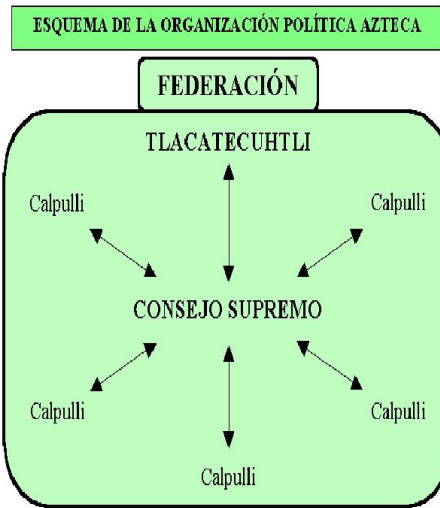 ESQUEMA DE LA ORGANIZACIÓN POLÍTICA AZTECA
FEDERACIÓN
TLACATECUHTLI
Calpulli
Calpulli
CONSEJO SUPREMO
Calpulli
Calpulli
Calpulli